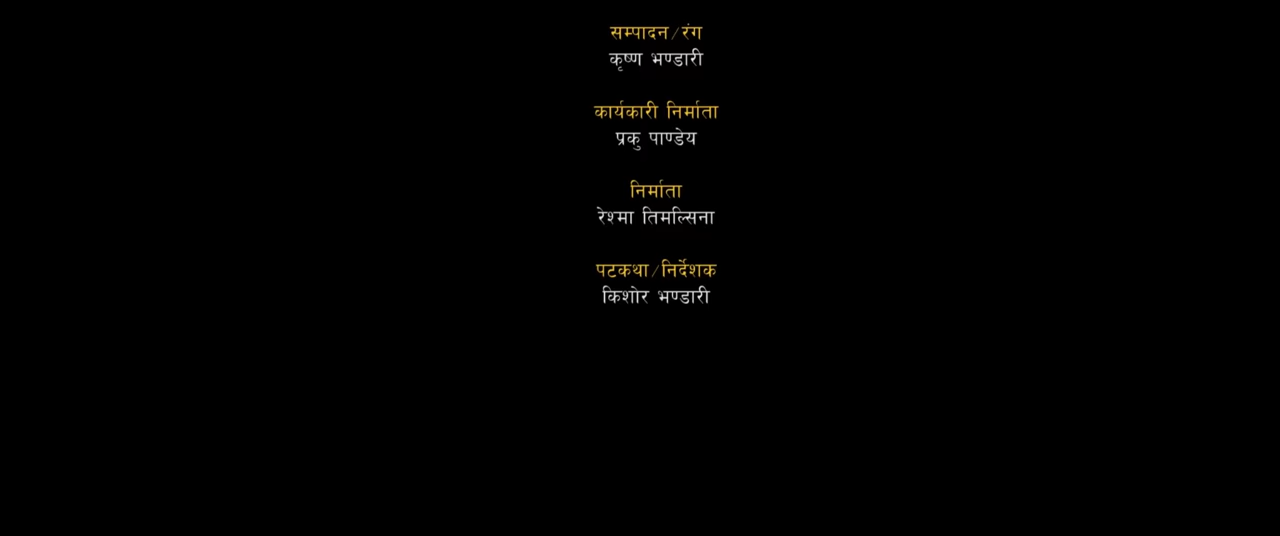 सम्पादन/रंग
कृष्ण भण्डारी
कार्यकारी निर्माता
प्रकु पाण्डेय
निर्माता
रेश्मा तिमल्सिना
पटकथा/निर्देशक
किशोर भण्डारी